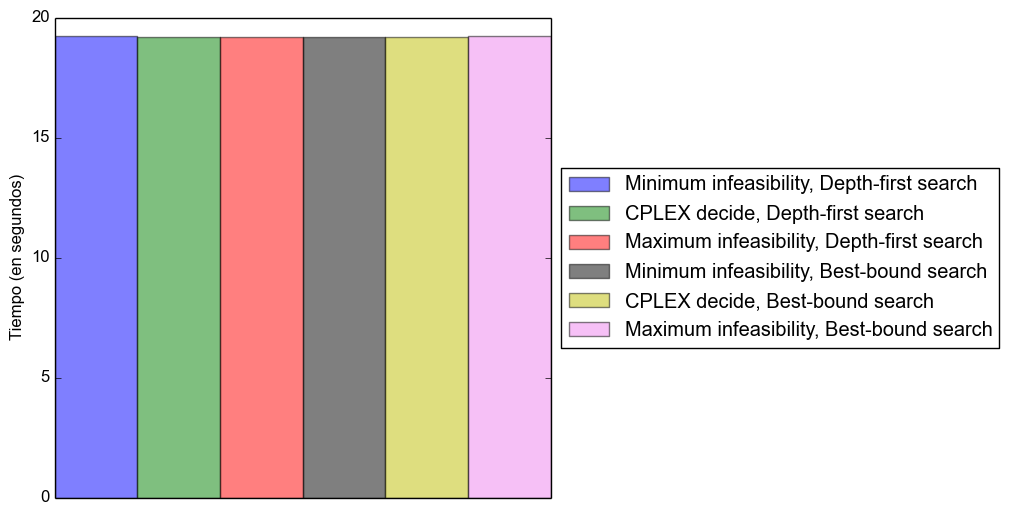 20
15
10
5
0
Tiempo (en segundos)
Minimum infeasibility, Depth-first search
CPLEX decide, Depth-first search
Maximum infeasibility, Depth-first search
Minimum infeasibility, Best-bound search
CPLEX decide, Best-bound search
Maximum infeasibility, Best-bound search